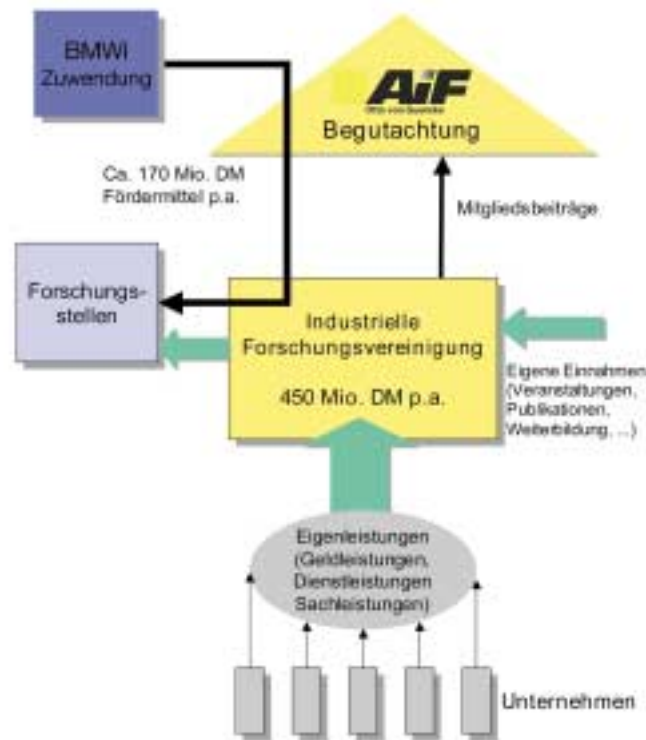 BMWi
Zuwendung
AiF
Begutachtung
Ca. 170 Mio. DM
Fördermittel p.a.
Mitgliedsbeiträge
Forschungs-
stellen
Industrielle
Forschungsvereinigung
450 Mio. DM p.a.
Eigene Einnahmen
(Veranstaltungen,
Publikationen,
Weiterbildung, ...)
Eigenleistungen
(Geldleistungen,
Dienstleistungen
Sachleistungen)
Unternehmen